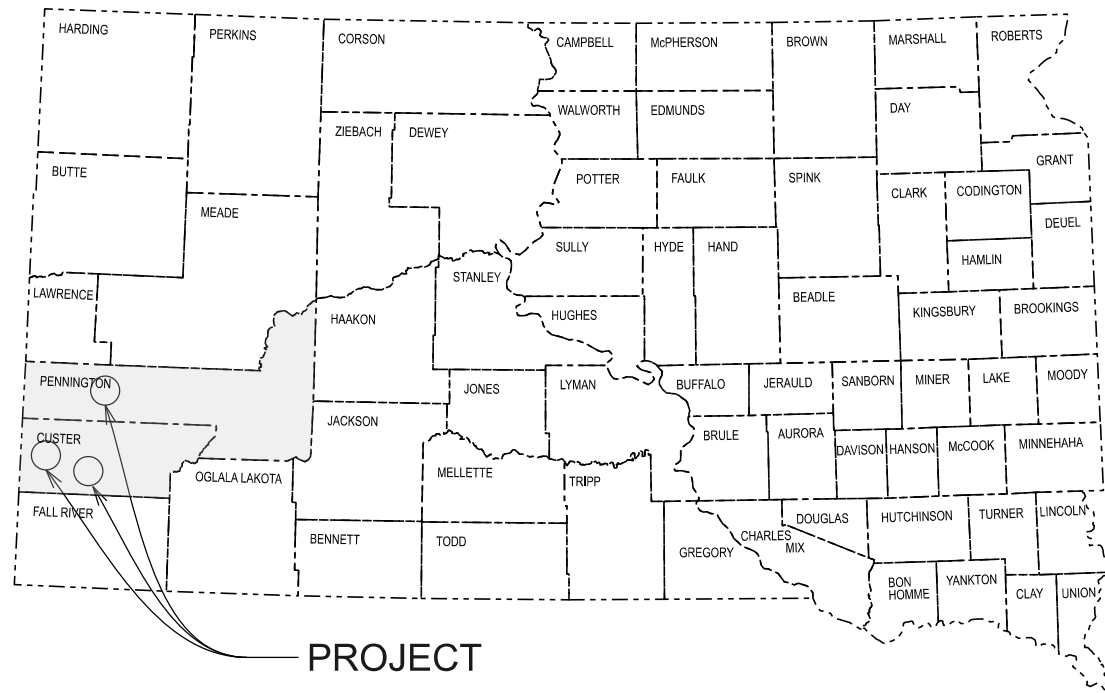 HARDING
PERKINS
CORSON
CAMPBELL
McPHERSON
BROWN
MARSHALL
ROBERTS
WALWORTH
EDMUNDS
DAY
ZIEBACH
DEWEY
BUTTE
POTTER
FAULK
SPINK
GRANT
CLARK
CODINGTON
MEADE
DEUEL
SULLY
HYDE
HAND
HAMLIN
STANLEY
LAWRENCE
BEADLE
HAAKON
HUGHES
KINGSBURY
BROOKINGS
PENNINGTON
JONES
LYMAN
BUFFALO
JERAULD
SANBORN
MINER
LAKE
MOODY
JACKSON
CUSTER
BRULE
AURORA
DAVISON
HANSON
McCOOK
MINNEHAHA
OGLALA LAKOTA
MELLETTE
TRIPP
FALL RIVER
BENNETT
TODD
GREGORY
CHARLES
MIX
DOUGLAS
HUTCHINSON
TURNER
LINCOLN
BON
HOMME
YANKTON
CLAY
UNION
PROJECT